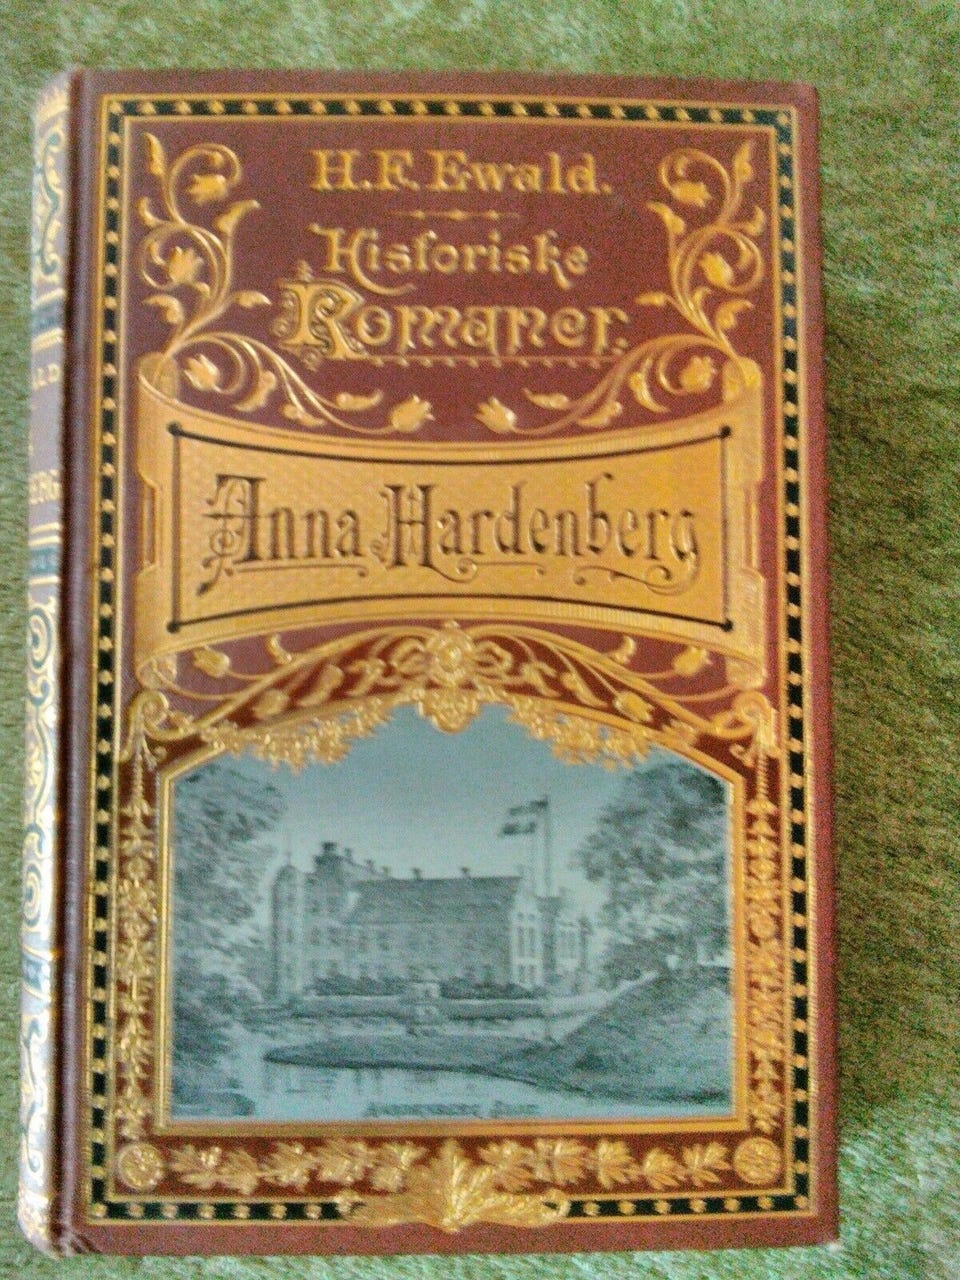 H.F. Ewald.
Historiske
Romaner.
Anna Hardenberg